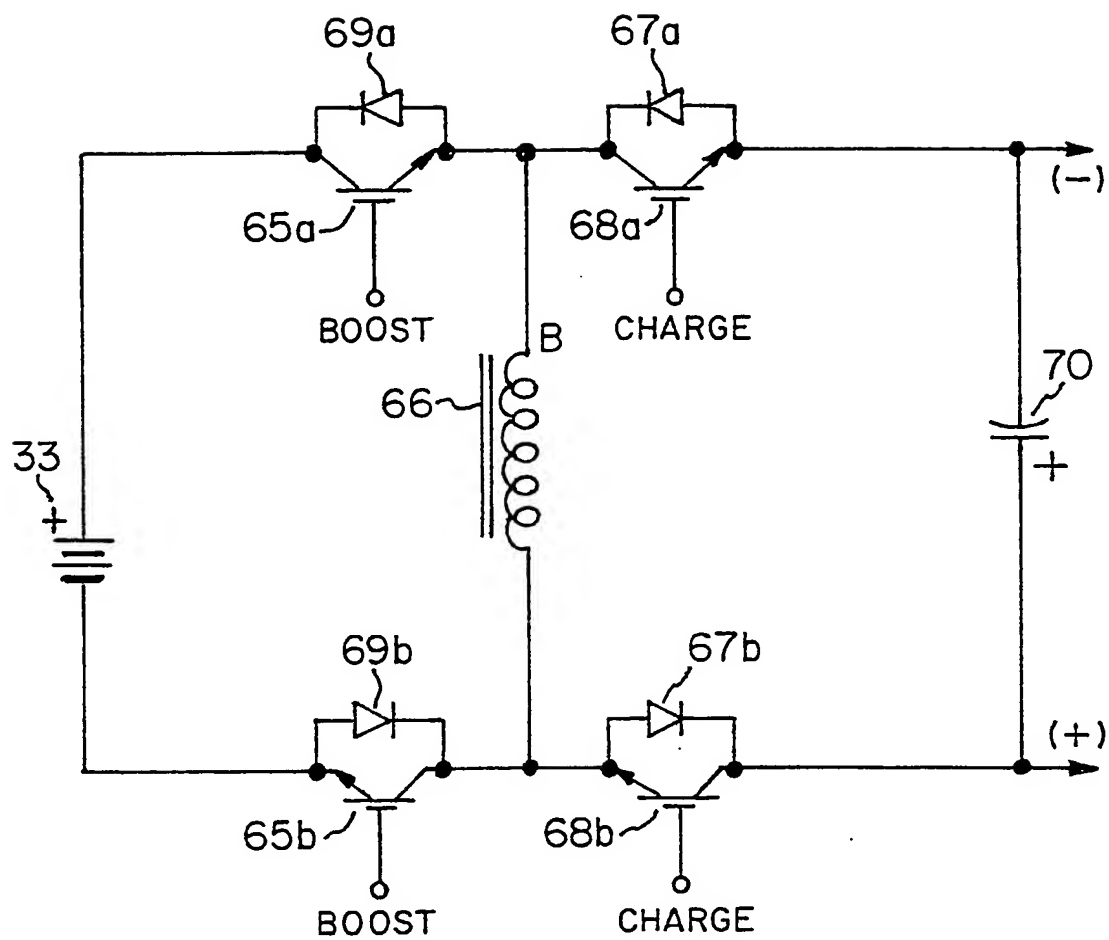 69a
67a
(-)
65a
68a
BOOST
CHARGE
B
66
70
33
+
+
69b
67b
(+)
65b
68b
BOOST
CHARGE